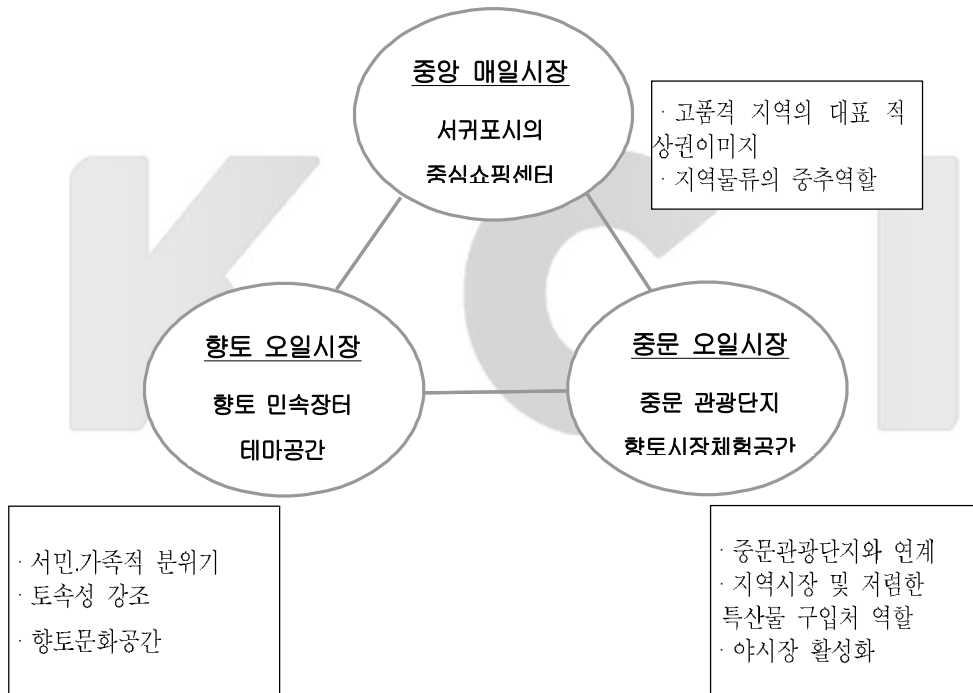 중앙 매일시장
서귀포시의
중심쇼핑센터
· 고품격 지역의 대표 적
상권이미지
· 지역물류의 중추역할
향토 오일시장
향토 민속장터
테마공간
중문 오일시장
중문 관광단지
향토시장체험공간
· 서민.가족적 분위기
· 토속성 강조
· 향토문화공간
· 중문관광단지와 연계
· 지역시장 및 저렴한
특산물 구입처 역할
· 야시장 활성화
KCI